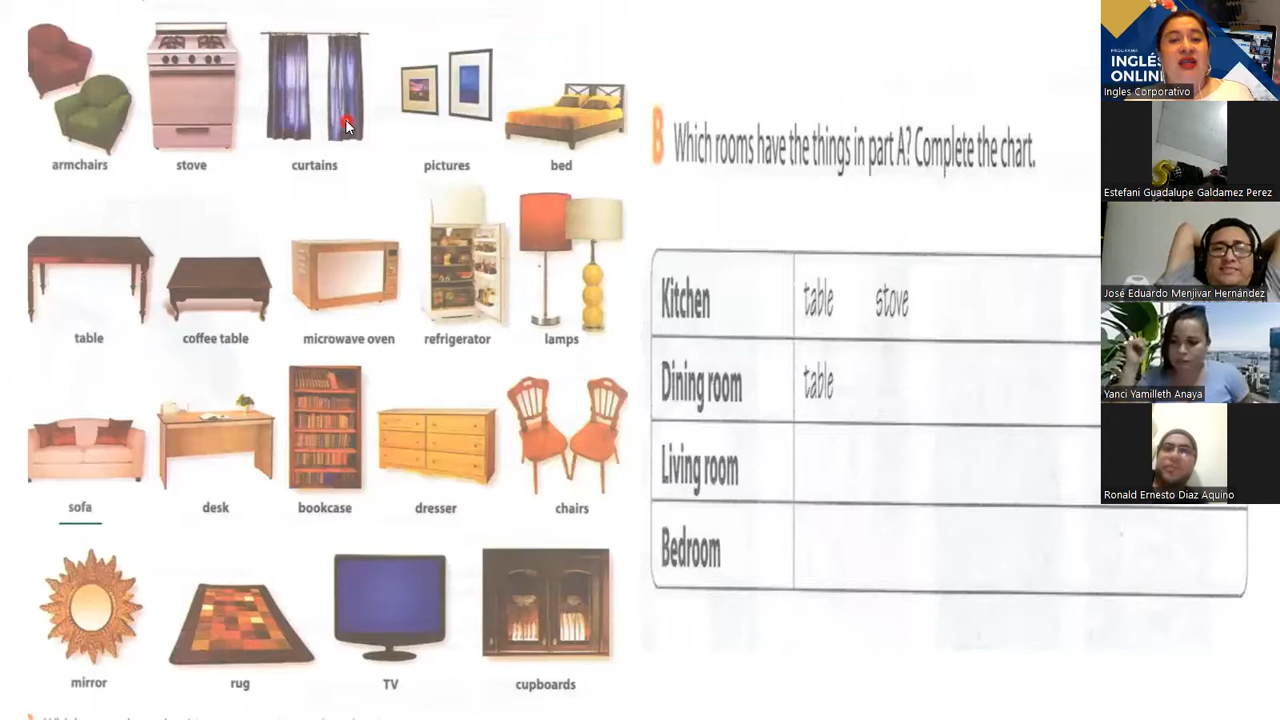 armchairs
stove
curtains
pictures
bed
table
coffee table
microwave oven
refrigerator
lamps
sofa
desk
bookcase
dresser
chairs
mirror
rug
TV
cupboards
B Which rooms have the things in part A? Complete the chart.
Kitchen table stove
Dining room table
Living room
Bedroom
PROGRAMA
INGLÉS
ONLIN
Ingles Corporativo
Estefani Guadalupe Galdamez Perez
José Eduardo Menjivar Hernández
Yanci Yamilleth Anaya
Ronald Ernesto Diaz Aquino